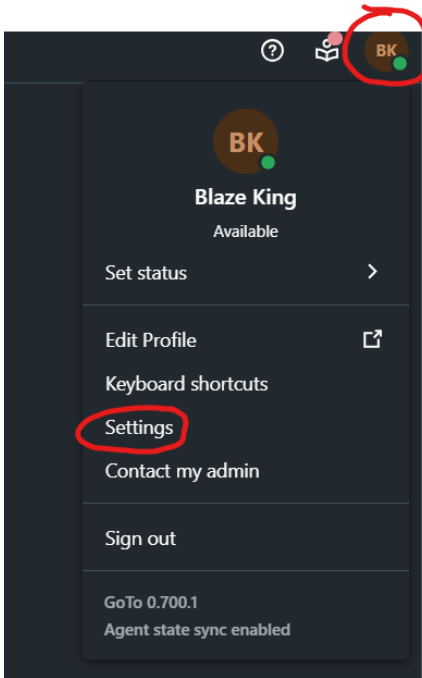 BK
BK
Blaze King
Available
Set status
Edit Profile
Keyboard shortcuts
Settings
Contact my admin
Sign out
GoTo 0.700.1
Agent state sync enabled